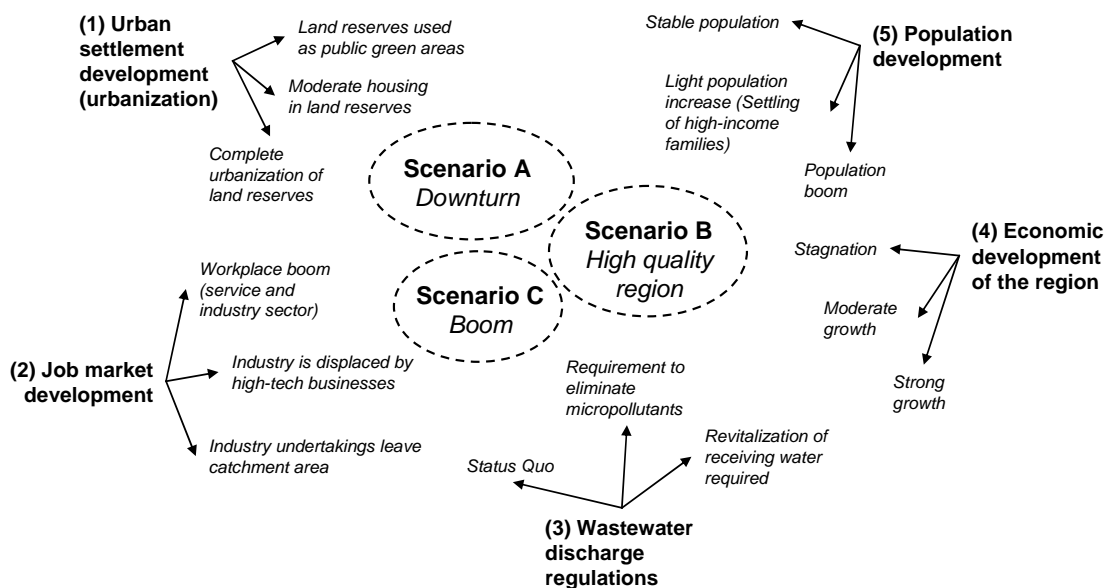 (1) Urban
settlement
development
(urbanization)
Land reserves used
as public green areas
Moderate housing
in land reserves
Complete
urbanization of
land reserves
Stable population
(5) Population
development
Light population
increase (Settling
of high-income
families)
Population
boom
Scenario A
Downturn
Scenario B
High quality
region
Scenario C
Boom
(4) Economic
development
of the region
Stagnation
Moderate
growth
Strong
growth
Workplace boom
(service and
industry sector)
(2) Job market
development
Industry is displaced by
high-tech businesses
Industry undertakings leave
catchment area
Requirement to
eliminate
micropollutants
Status Quo
Revitalization of
receiving water
required
(3) Wastewater
discharge
regulations